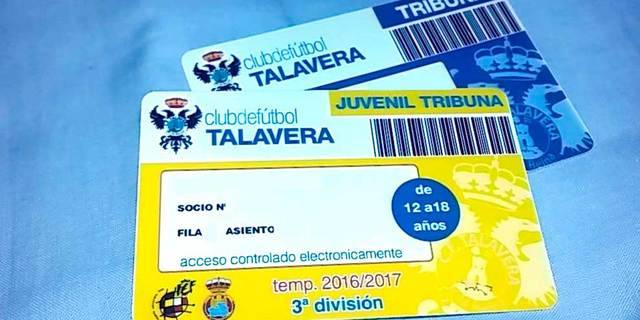 TRIBUNA
clubdefútbol
TALAVERA
clubdefútbol
TALAVERA
JUVENIL TRIBUNA
SOCIO Nº
FILA ASIENTO
de
12 a 18
años
acceso controlado electronicamente
temp. 2016/2017
3ª división